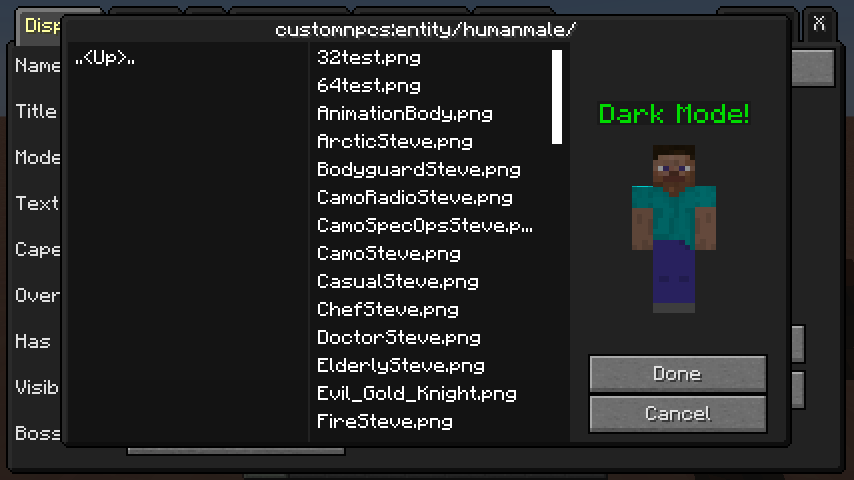 Disp
customnpcs:entity/humanmale/
X
Name
Title
Mode
Text
Cape
Over
Has
Visib
Boss
..<Up>..
32test.png
64test.png
AnimationBody.png
ArcticSteve.png
BodyguardSteve.png
CamoRadioSteve.png
CamoSpecOpsSteve.p...
CamoSteve.png
CasualSteve.png
ChefSteve.png
DoctorSteve.png
ElderlySteve.png
Evil_Gold_Knight.png
FireSteve.png
Dark Mode!
Done
Cancel